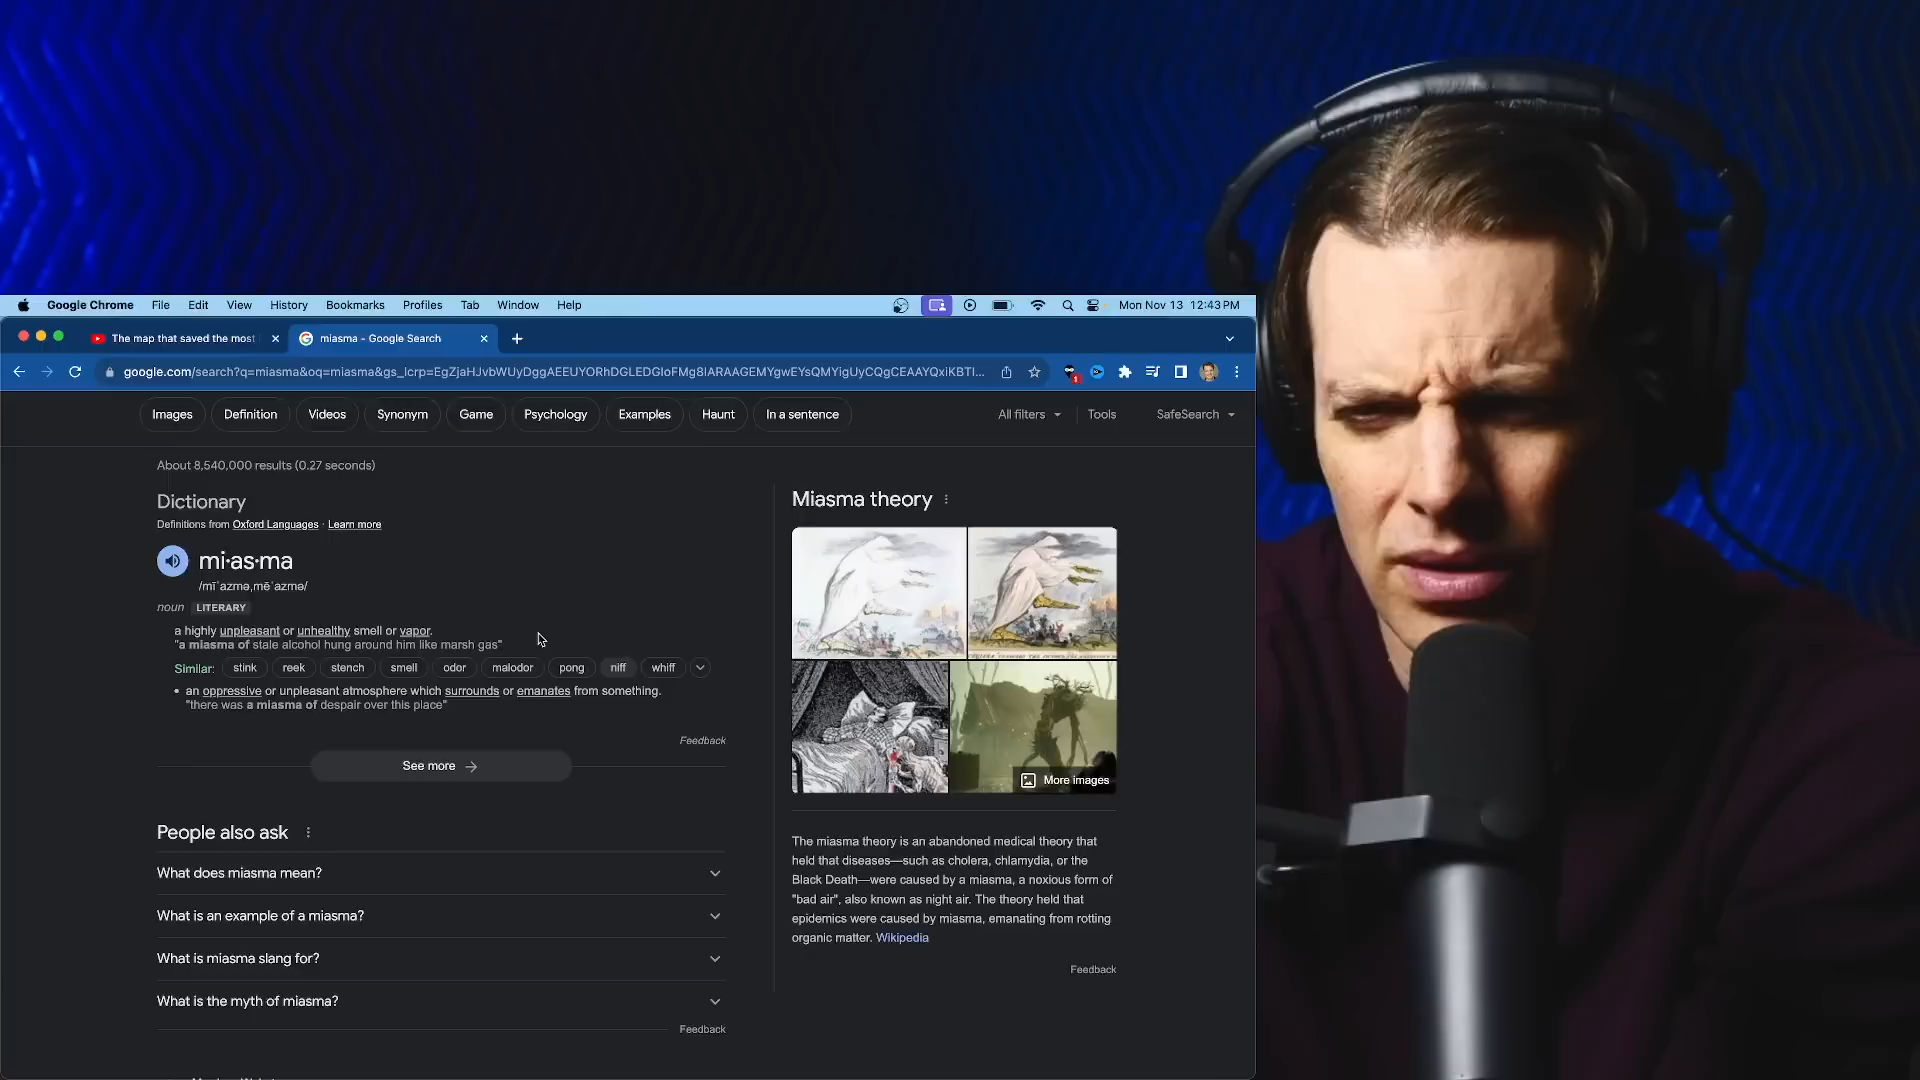 Google Chrome File Edit View History Bookmarks Profiles Tab Window Help Mon Nov 13 12:43 PM
The map that saved the most
miasma - Google Search
google.com/search?q=miasma&oq=miasma&gs_lcrp=EgZjaHJvbWUyDggAEEUYORhDGLEDGIoFMg8IARAAGEMYgwEYsQMYigUyCQgCEAAYQxiKBTI...
1
Images Definition Videos Synonym Game Psychology Examples Haunt In a sentence All filters Tools SafeSearch
About 8,540,000 results (0.27 seconds)
Dictionary
Definitions from Oxford Languages · Learn more
mi·as·ma
/mīˈazmə,mēˈazmə/
noun LITERARY
a highly unpleasant or unhealthy smell or vapor.
"a miasma of stale alcohol hung around him like marsh gas"
Similar: stink reek stench smell odor malodor pong niff whiff
• an oppressive or unpleasant atmosphere which surrounds or emanates from something.
"there was a miasma of despair over this place"
Feedback
See more
People also ask
What does miasma mean?
What is an example of a miasma?
What is miasma slang for?
What is the myth of miasma?
Feedback
Miasma theory
More images
The miasma theory is an abandoned medical theory that
held that diseases—such as cholera, chlamydia, or the
Black Death—were caused by a miasma, a noxious form of
"bad air", also known as night air. The theory held that
epidemics were caused by miasma, emanating from rotting
organic matter. Wikipedia
Feedback